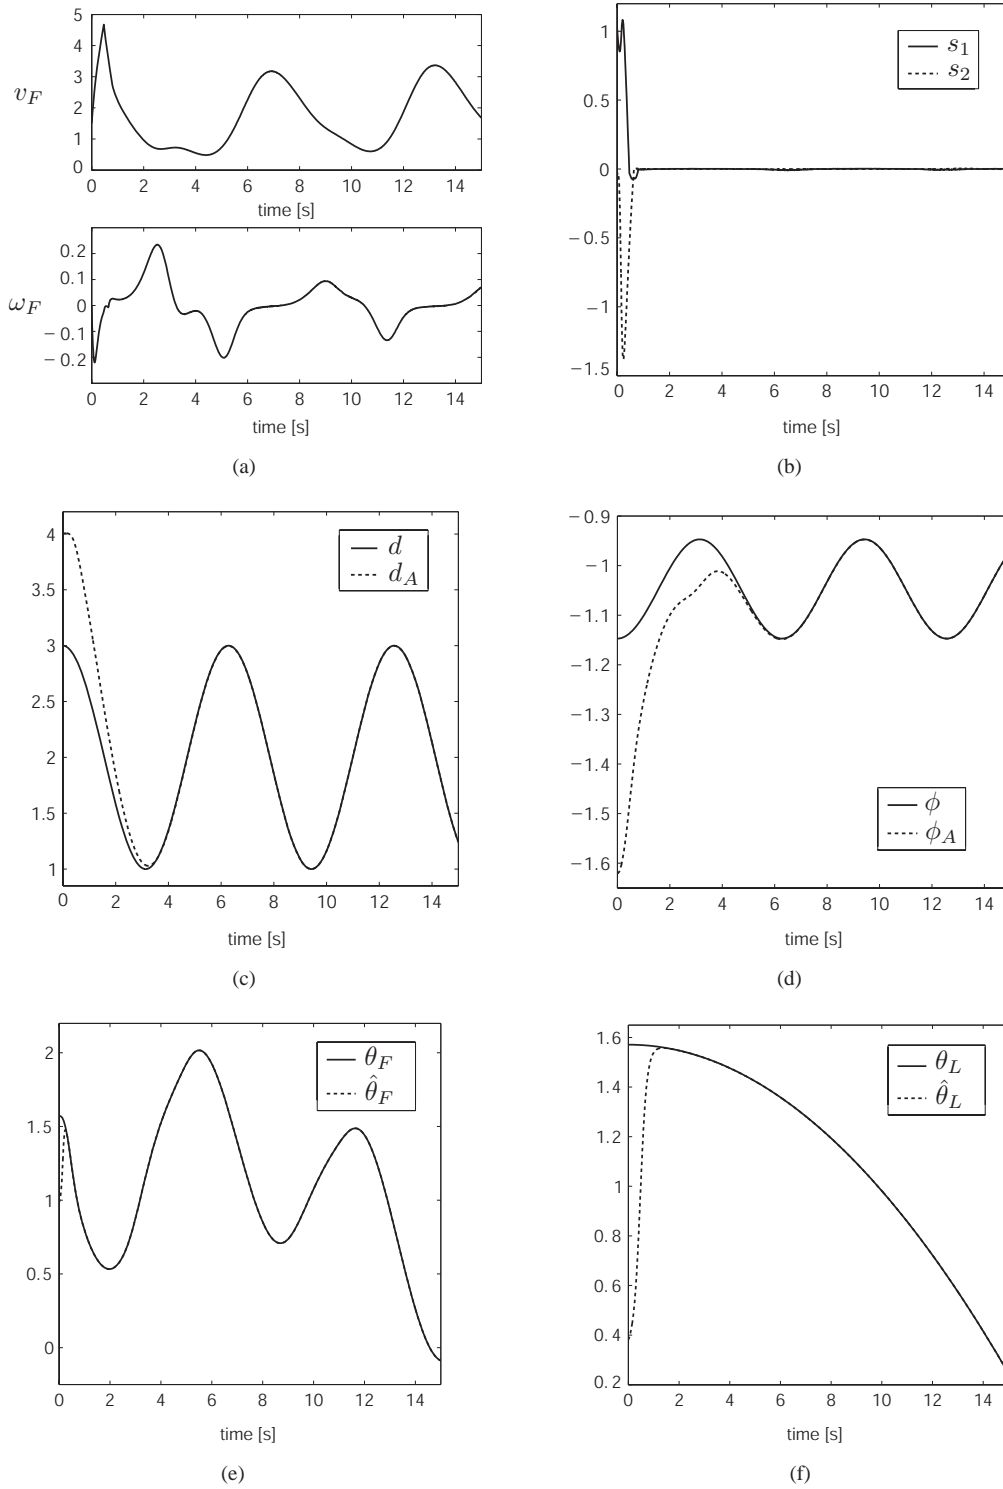 5
4
3
2
1
0
v_F
0 2 4 6 8 10 12 14
time [s]
0.2
0.1
0
−0.1
−0.2
ω_F
0 2 4 6 8 10 12 14
time [s]
(a)
1
0.5
0
−0.5
−1
−1.5
s_1
s_2
0 2 4 6 8 10 12 14
time [s]
(b)
4
3.5
3
2.5
2
1.5
1
d
d_A
0 2 4 6 8 10 12 14
time [s]
(c)
−0.9
−1
−1.1
−1.2
−1.3
−1.4
−1.5
−1.6
ϕ
ϕ_A
0 2 4 6 8 10 12 14
time [s]
(d)
2
1.5
1
0.5
0
θ_F
θ̂_F
0 2 4 6 8 10 12 14
time [s]
(e)
1.6
1.4
1.2
1
0.8
0.6
0.4
0.2
θ_L
θ̂_L
0 2 4 6 8 10 12 14
time [s]
(f)